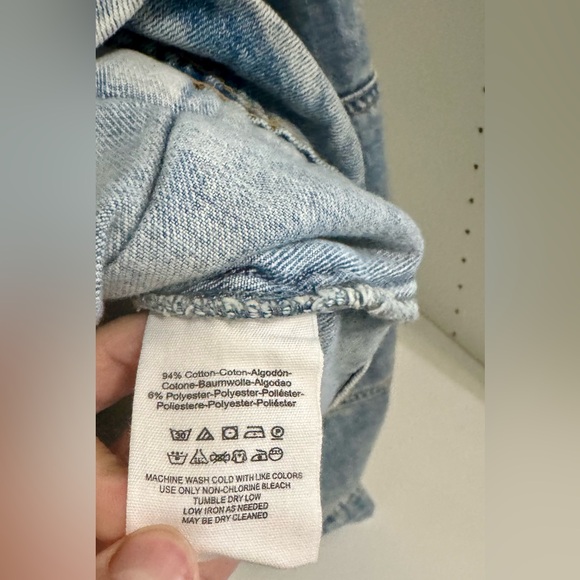 94% Cotton-Coton-Algodón-
Cotone-Baumwolle-Algodao
6% Polyester-Polyester-Poliéster-
Poliestere-Polyester-Poliéster
30
MACHINE WASH COLD WITH LIKE COLORS
USE ONLY NON-CHLORINE BLEACH
TUMBLE DRY LOW
LOW IRON AS NEEDED
MAY BE DRY CLEANED